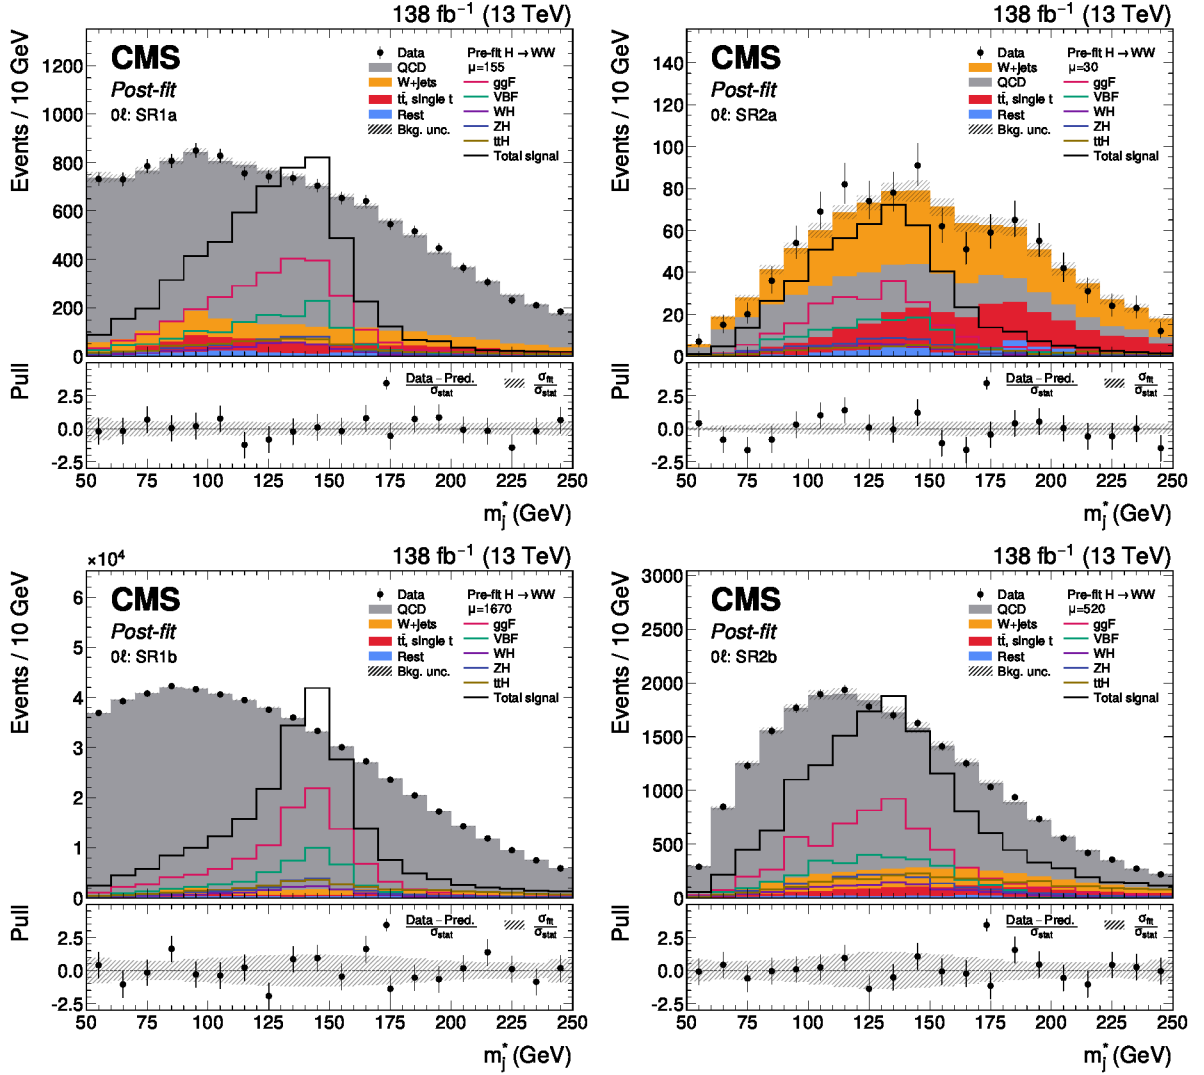 138 fb⁻¹ (13 TeV)
CMS
Post-fit
0ℓ: SR1a
Data
QCD
W+jets
tt̄, single t
Rest
Bkg. unc.
Pre-fit H → WW
μ=155
ggF
VBF
WH
ZH
ttH
Total signal
Events / 10 GeV
1200
1000
800
600
400
200
0
Pull
2.5
0.0
−2.5
Data − Pred.
σstat
σfit
σstat
50 75 100 125 150 175 200 225 250
m*j (GeV)
138 fb⁻¹ (13 TeV)
CMS
Post-fit
0ℓ: SR2a
Data
W+jets
QCD
tt̄, single t
Rest
Bkg. unc.
Pre-fit H → WW
μ=30
ggF
VBF
WH
ZH
ttH
Total signal
Events / 10 GeV
140
120
100
80
60
40
20
0
Pull
2.5
0.0
−2.5
Data − Pred.
σstat
σfit
σstat
50 75 100 125 150 175 200 225 250
m*j (GeV)
×10⁴
138 fb⁻¹ (13 TeV)
CMS
Post-fit
0ℓ: SR1b
Data
QCD
W+jets
tt̄, single t
Rest
Bkg. unc.
Pre-fit H → WW
μ=1670
ggF
VBF
WH
ZH
ttH
Total signal
Events / 10 GeV
6
5
4
3
2
1
0
Pull
2.5
0.0
−2.5
Data − Pred.
σstat
σfit
σstat
50 75 100 125 150 175 200 225 250
m*j (GeV)
138 fb⁻¹ (13 TeV)
CMS
Post-fit
0ℓ: SR2b
Data
QCD
W+jets
tt̄, single t
Rest
Bkg. unc.
Pre-fit H → WW
μ=520
ggF
VBF
WH
ZH
ttH
Total signal
Events / 10 GeV
3000
2500
2000
1500
1000
500
0
Pull
2.5
0.0
−2.5
Data − Pred.
σstat
σfit
σstat
50 75 100 125 150 175 200 225 250
m*j (GeV)